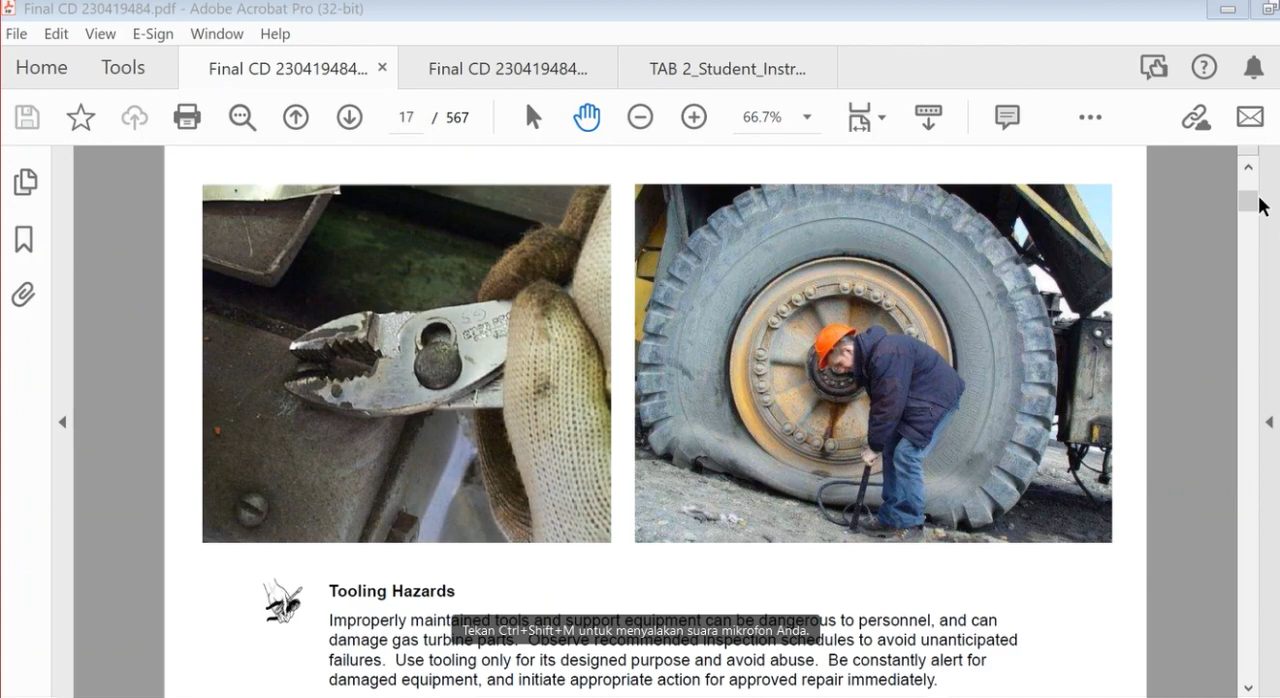 Final CD 230419484.pdf - Adobe Acrobat Pro (32-bit)
File Edit View E-Sign Window Help
Home Tools Final CD 230419484... × Final CD 230419484... TAB 2_Student_Instr...
17 / 567 66.7%
Tooling Hazards
Improperly maintained tools and support equipment can be dangerous to personnel, and can
Tekan Ctrl+Shift+M untuk menyalakan suara mikrofon Anda.
damage gas turbine parts. Observe recommended inspection schedules to avoid unanticipated
failures. Use tooling only for its designed purpose and avoid abuse. Be constantly alert for
damaged equipment, and initiate appropriate action for approved repair immediately.